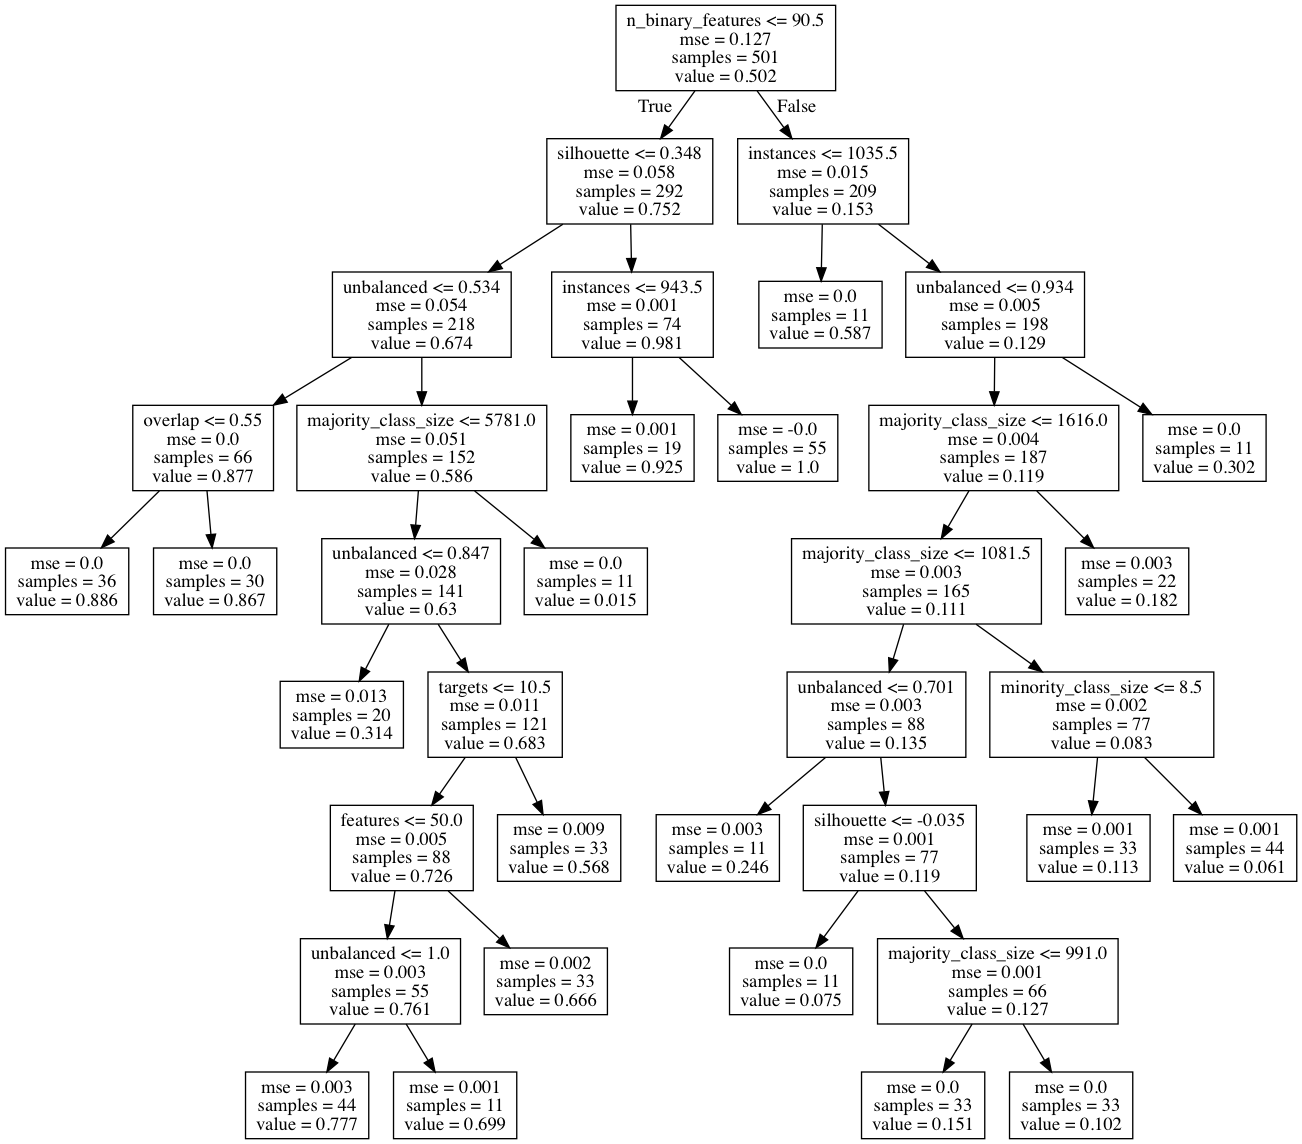 n_binary_features <= 90.5
mse = 0.127
samples = 501
value = 0.502
True
False
silhouette <= 0.348
mse = 0.058
samples = 292
value = 0.752
instances <= 1035.5
mse = 0.015
samples = 209
value = 0.153
unbalanced <= 0.534
mse = 0.054
samples = 218
value = 0.674
instances <= 943.5
mse = 0.001
samples = 74
value = 0.981
mse = 0.0
samples = 11
value = 0.587
unbalanced <= 0.934
mse = 0.005
samples = 198
value = 0.129
overlap <= 0.55
mse = 0.0
samples = 66
value = 0.877
majority_class_size <= 5781.0
mse = 0.051
samples = 152
value = 0.586
mse = 0.001
samples = 19
value = 0.925
mse = -0.0
samples = 55
value = 1.0
majority_class_size <= 1616.0
mse = 0.004
samples = 187
value = 0.119
mse = 0.0
samples = 11
value = 0.302
mse = 0.0
samples = 36
value = 0.886
mse = 0.0
samples = 30
value = 0.867
unbalanced <= 0.847
mse = 0.028
samples = 141
value = 0.63
mse = 0.0
samples = 11
value = 0.015
majority_class_size <= 1081.5
mse = 0.003
samples = 165
value = 0.111
mse = 0.003
samples = 22
value = 0.182
mse = 0.013
samples = 20
value = 0.314
targets <= 10.5
mse = 0.011
samples = 121
value = 0.683
unbalanced <= 0.701
mse = 0.003
samples = 88
value = 0.135
minority_class_size <= 8.5
mse = 0.002
samples = 77
value = 0.083
features <= 50.0
mse = 0.005
samples = 88
value = 0.726
mse = 0.009
samples = 33
value = 0.568
mse = 0.003
samples = 11
value = 0.246
silhouette <= -0.035
mse = 0.001
samples = 77
value = 0.119
mse = 0.001
samples = 33
value = 0.113
mse = 0.001
samples = 44
value = 0.061
unbalanced <= 1.0
mse = 0.003
samples = 55
value = 0.761
mse = 0.002
samples = 33
value = 0.666
mse = 0.0
samples = 11
value = 0.075
majority_class_size <= 991.0
mse = 0.001
samples = 66
value = 0.127
mse = 0.003
samples = 44
value = 0.777
mse = 0.001
samples = 11
value = 0.699
mse = 0.0
samples = 33
value = 0.151
mse = 0.0
samples = 33
value = 0.102